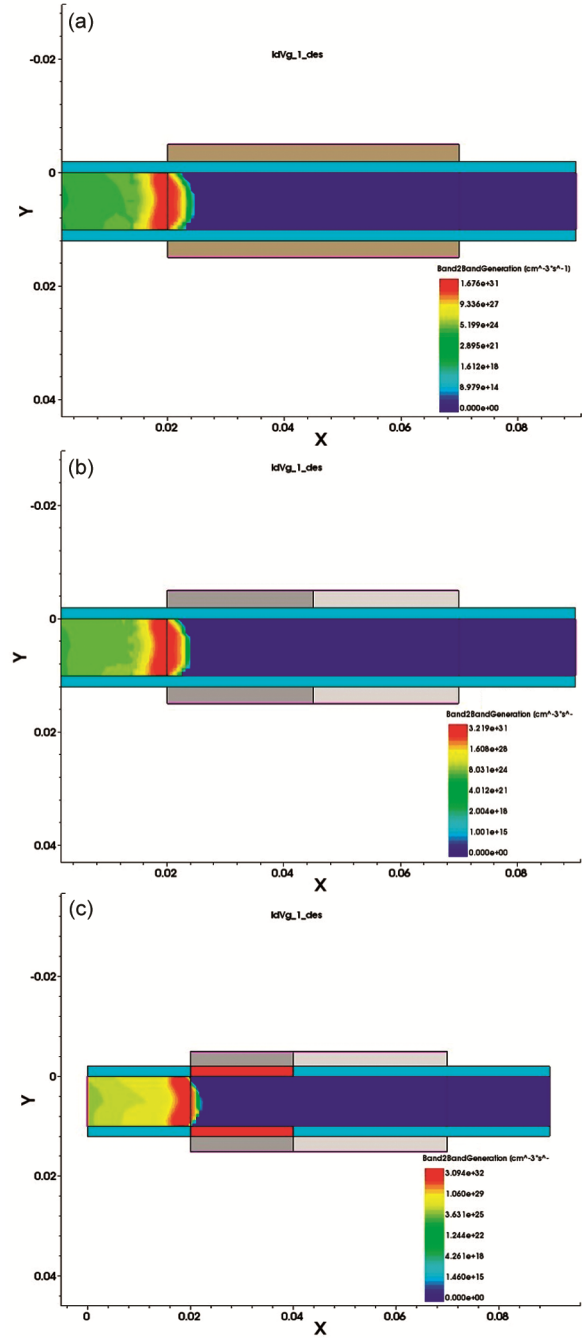 (a)
IdVg_1_des
-0.02
0
0.02
0.04
Y
0.02
0.04
0.06
0.08
X
Band2BandGeneration (cm^-3*s^-1)
1.676e+31
9.336e+27
5.199e+24
2.895e+21
1.612e+18
8.979e+14
0.000e+00
(b)
IdVg_1_des
-0.02
0
0.02
0.04
Y
0.02
0.04
0.06
0.08
X
Band2BandGeneration (cm^-3*s^-
3.219e+31
1.608e+28
8.031e+24
4.012e+21
2.004e+18
1.001e+15
0.000e+00
(c)
IdVg_1_des
-0.02
0
0.02
0.04
Y
0
0.02
0.04
0.06
0.08
X
Band2BandGeneration (cm^-3*s^-
3.094e+32
1.060e+29
3.631e+25
1.244e+22
4.261e+18
1.460e+15
0.000e+00